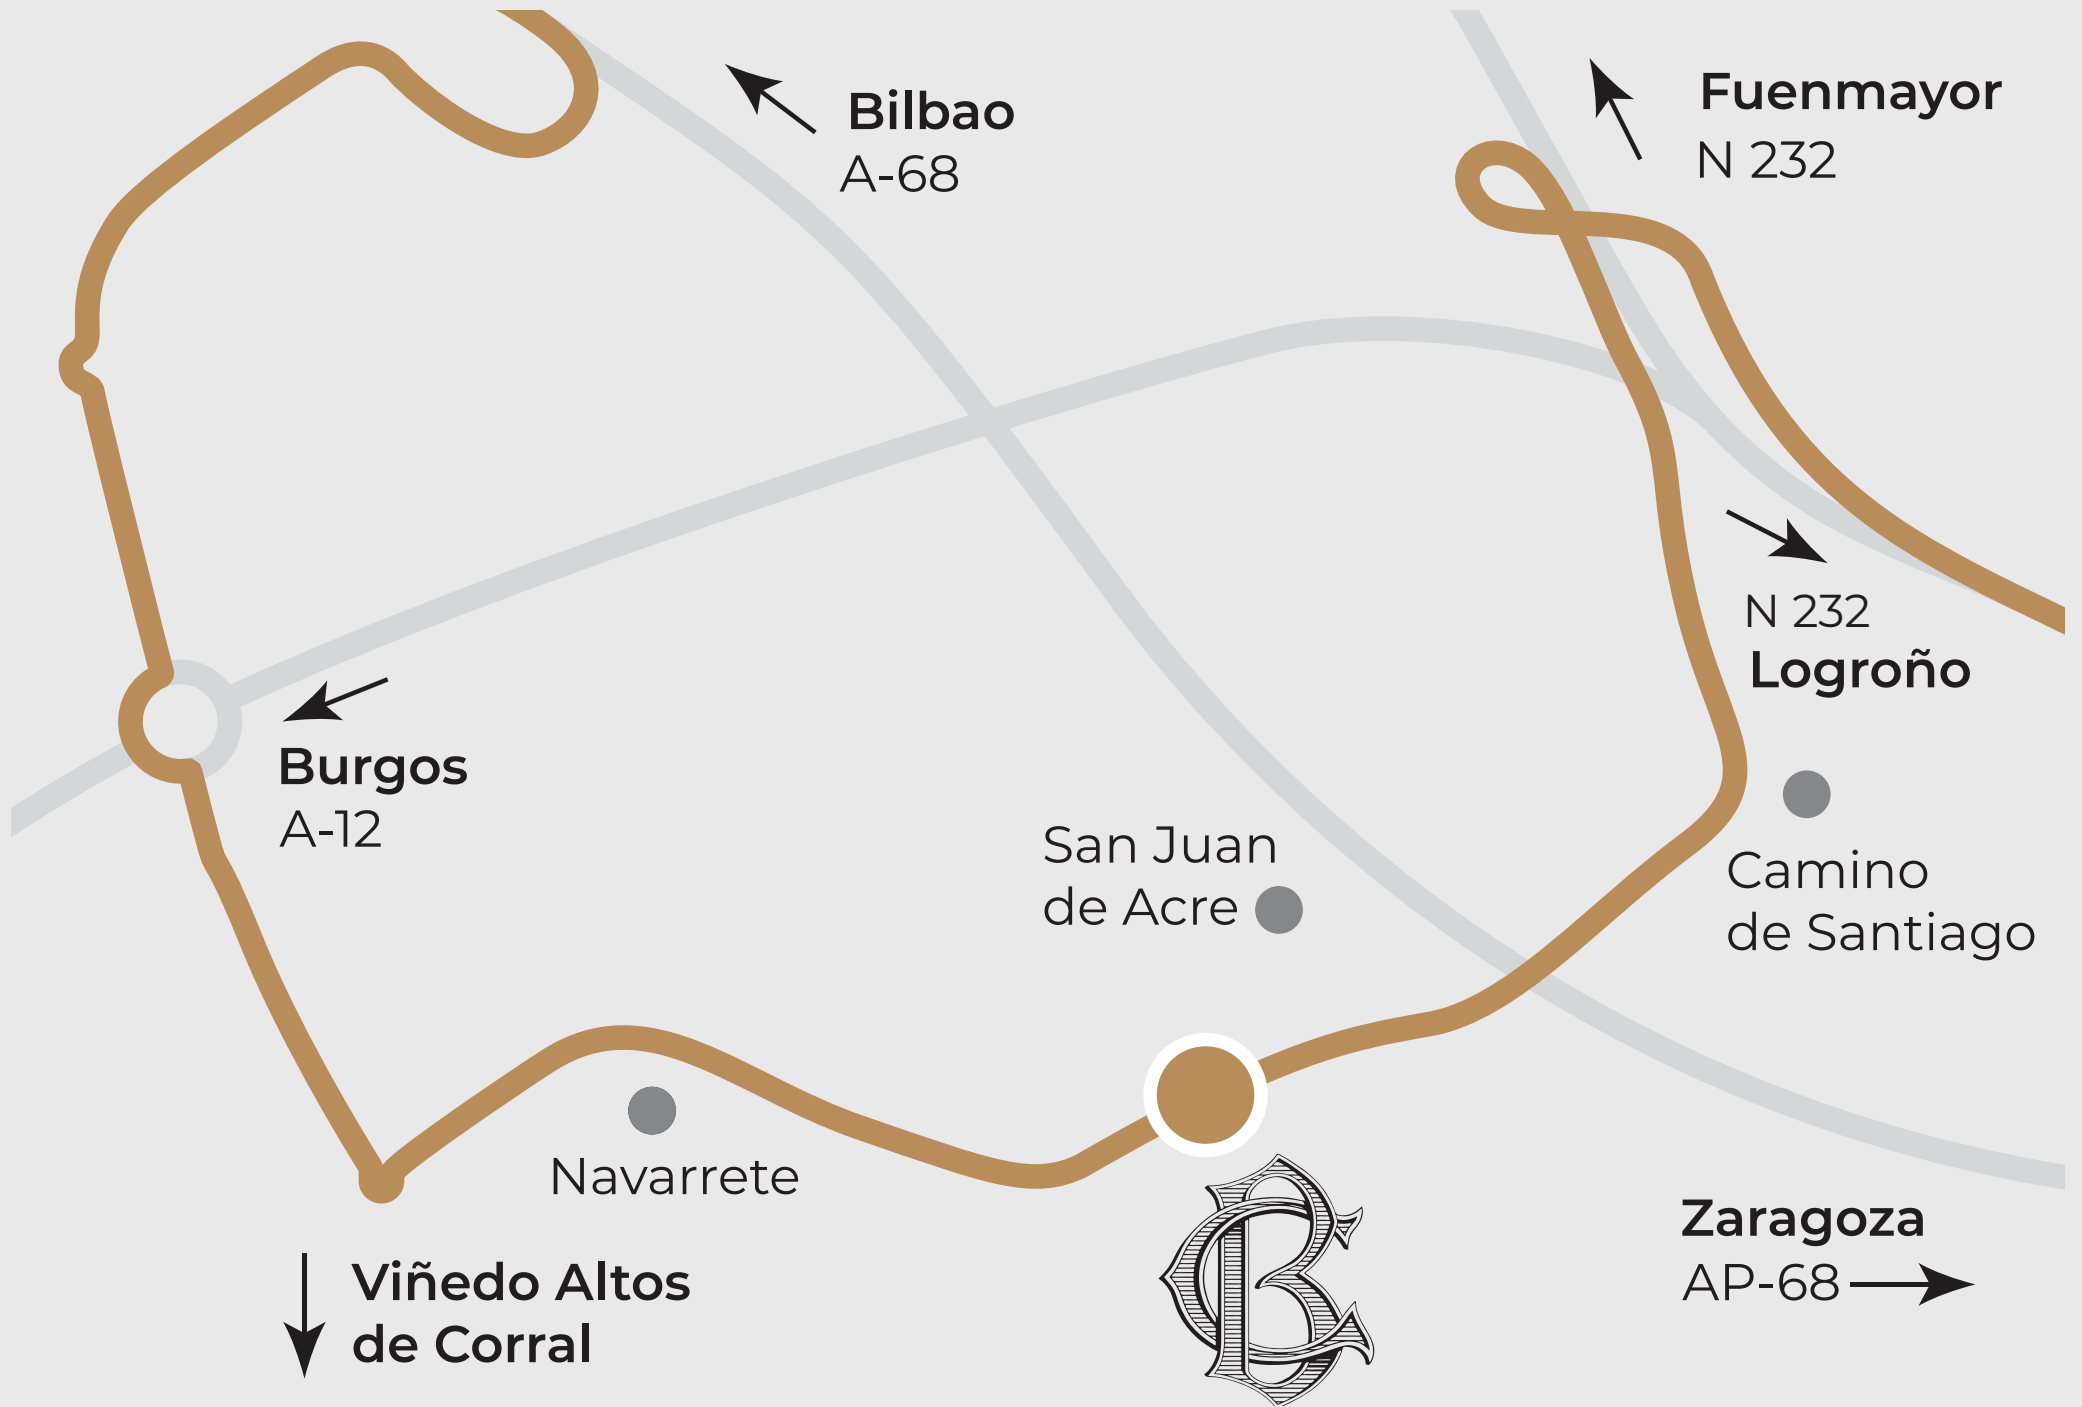 Bilbao
A-68
Fuenmayor
N 232
N 232
Logroño
Burgos
A-12
San Juan
de Acre
Camino
de Santiago
Navarrete
Zaragoza
AP-68
Viñedo Altos
de Corral